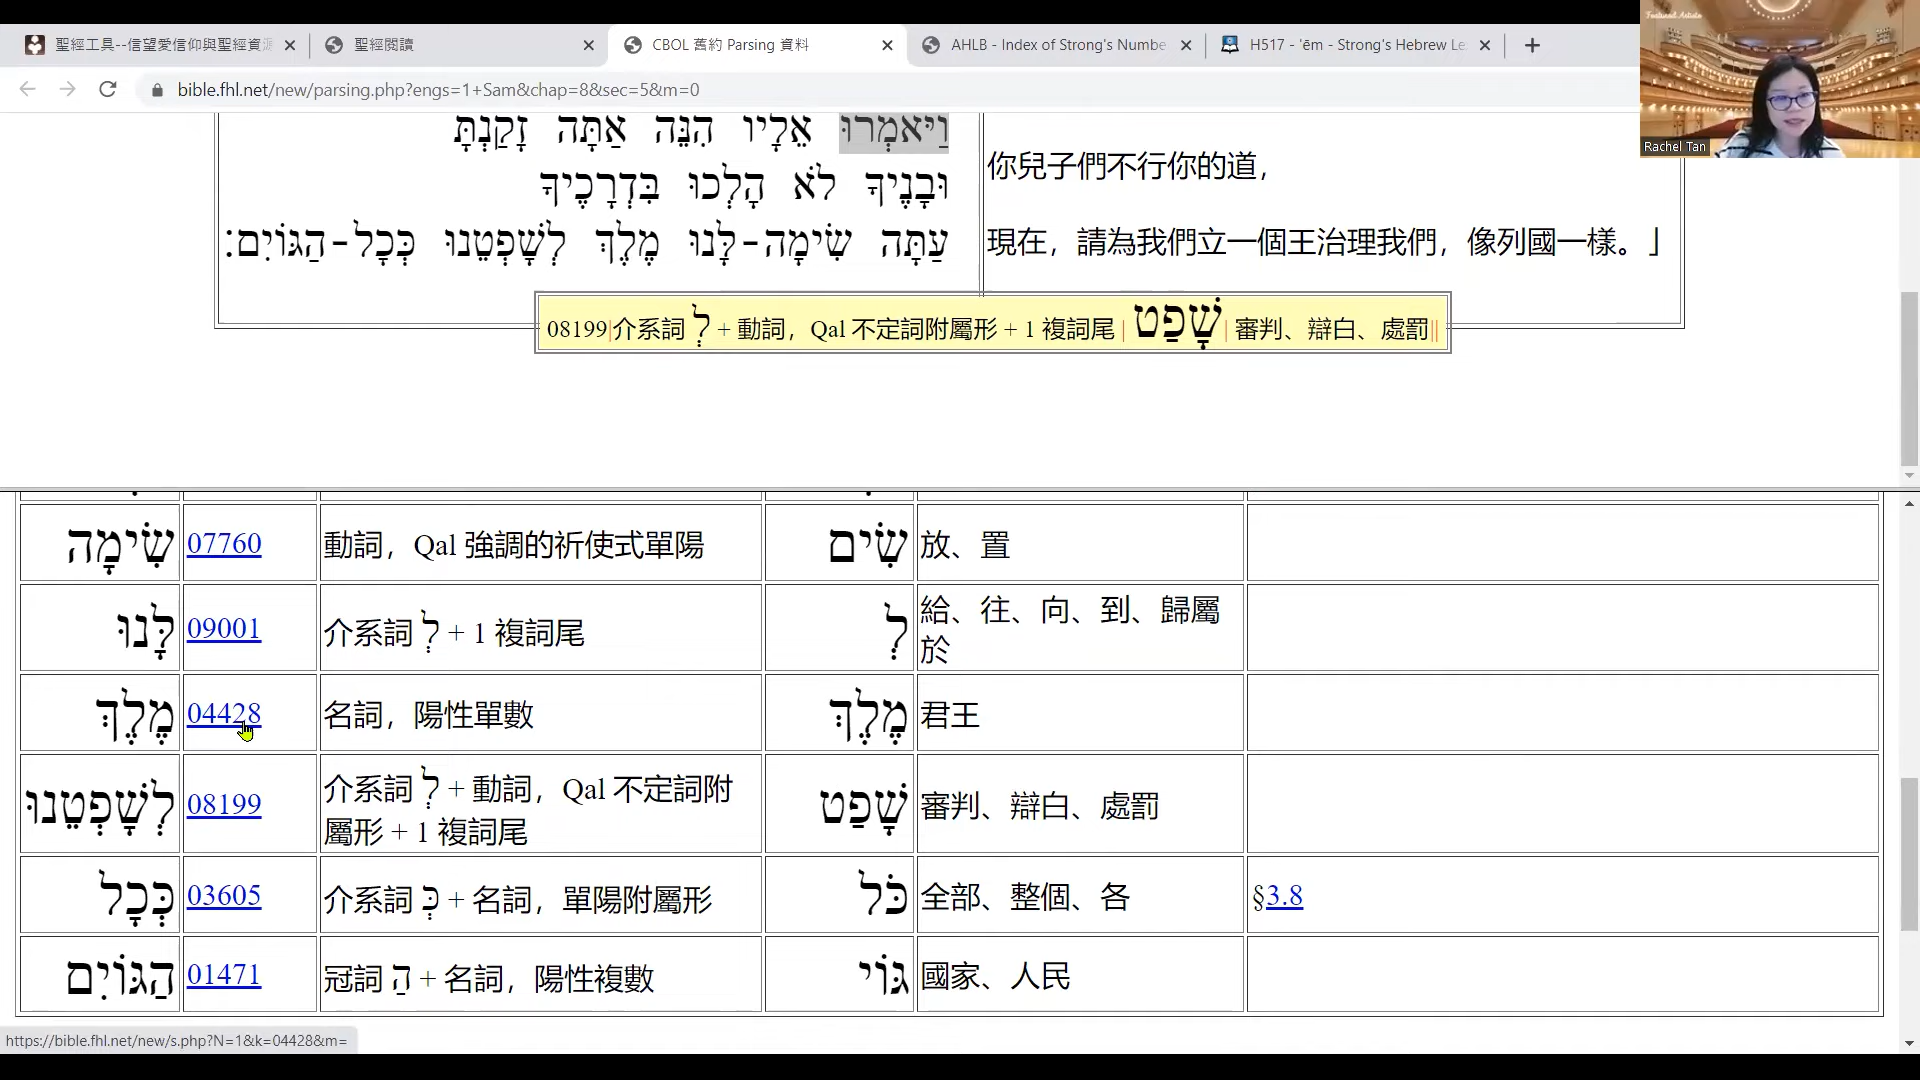 聖經工具--信望愛信仰與聖經資源
聖經閱讀
CBOL 舊約 Parsing 資料
AHLB - Index of Strong's Numbe
H517 - 'ēm - Strong's Hebrew Le
bible.fhl.net/new/parsing.php?engs=1+Sam&chap=8&sec=5&m=0
Rachel Tan
וַיֹּאמְרוּ אֵלָיו הִנֵּה אַתָּה זָקַנְתָּ
וּבָנֶיךָ לֹא הָלְכוּ בִּדְרָכֶיךָ
עַתָּה שִׂימָה-לָּנוּ מֶלֶךְ לְשָׁפְטֵנוּ כְּכָל-הַגּוֹיִם׃
你兒子們不行你的道，
現在，請為我們立一個王治理我們，像列國一樣。」
08199|介系詞 לְ + 動詞，Qal 不定詞附屬形 + 1 複詞尾 | שָׁפַט | 審判、辯白、處罰||
שִׂימָה 07760 動詞，Qal 強調的祈使式單陽 שִׂים 放、置
לָּנוּ 09001 介系詞 לְ + 1 複詞尾 לְ 給、往、向、到、歸屬
於
מֶלֶךְ 04428 名詞，陽性單數 מֶלֶךְ 君王
לְשָׁפְטֵנוּ 08199 介系詞 לְ + 動詞，Qal 不定詞附
屬形 + 1 複詞尾 שָׁפַט 審判、辯白、處罰
כְּכָל 03605 介系詞 כְּ + 名詞，單陽附屬形 כֹּל 全部、整個、各 §3.8
הַגּוֹיִם 01471 冠詞 הַ + 名詞，陽性複數 גּוֹי 國家、人民
https://bible.fhl.net/new/s.php?N=1&k=04428&m=